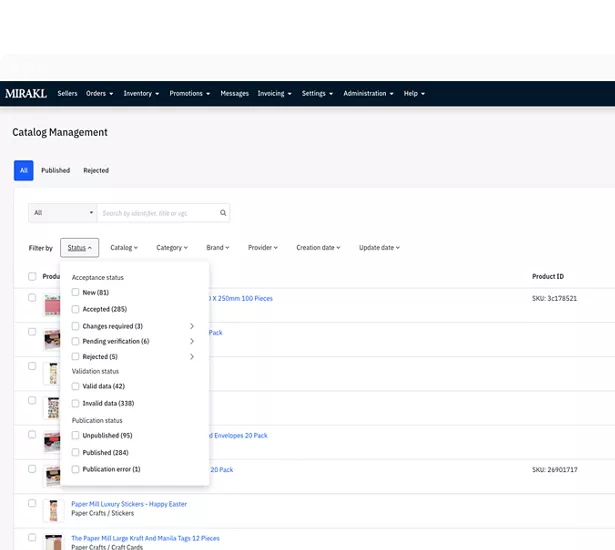 MIRAKL Sellers Orders Inventory Promotions Messages Invoicing Settings Administration Help
Catalog Management
All Published Rejected
All Search by identifier, title or vgs
Filter by Status Catalog Category Brand Provider Creation date Update date
Produ Product ID
Acceptance status
New (81)
0 X 250mm 100 Pieces SKU: 3c178521
Accepted (285)
Changes required (3)
Pack
Pending verification (6)
Rejected (5)
Validation status
Valid data (42)
Invalid data (338)
Publication status
Unpublished (95)
d Envelopes 20 Pack
Published (284)
Publication error (1)
20 Pack SKU: 26901717
Paper Mill Luxury Stickers - Happy Easter
Paper Crafts / Stickers
The Paper Mill Large Kraft And Manila Tags 12 Pieces
Paper Crafts / Craft Cards